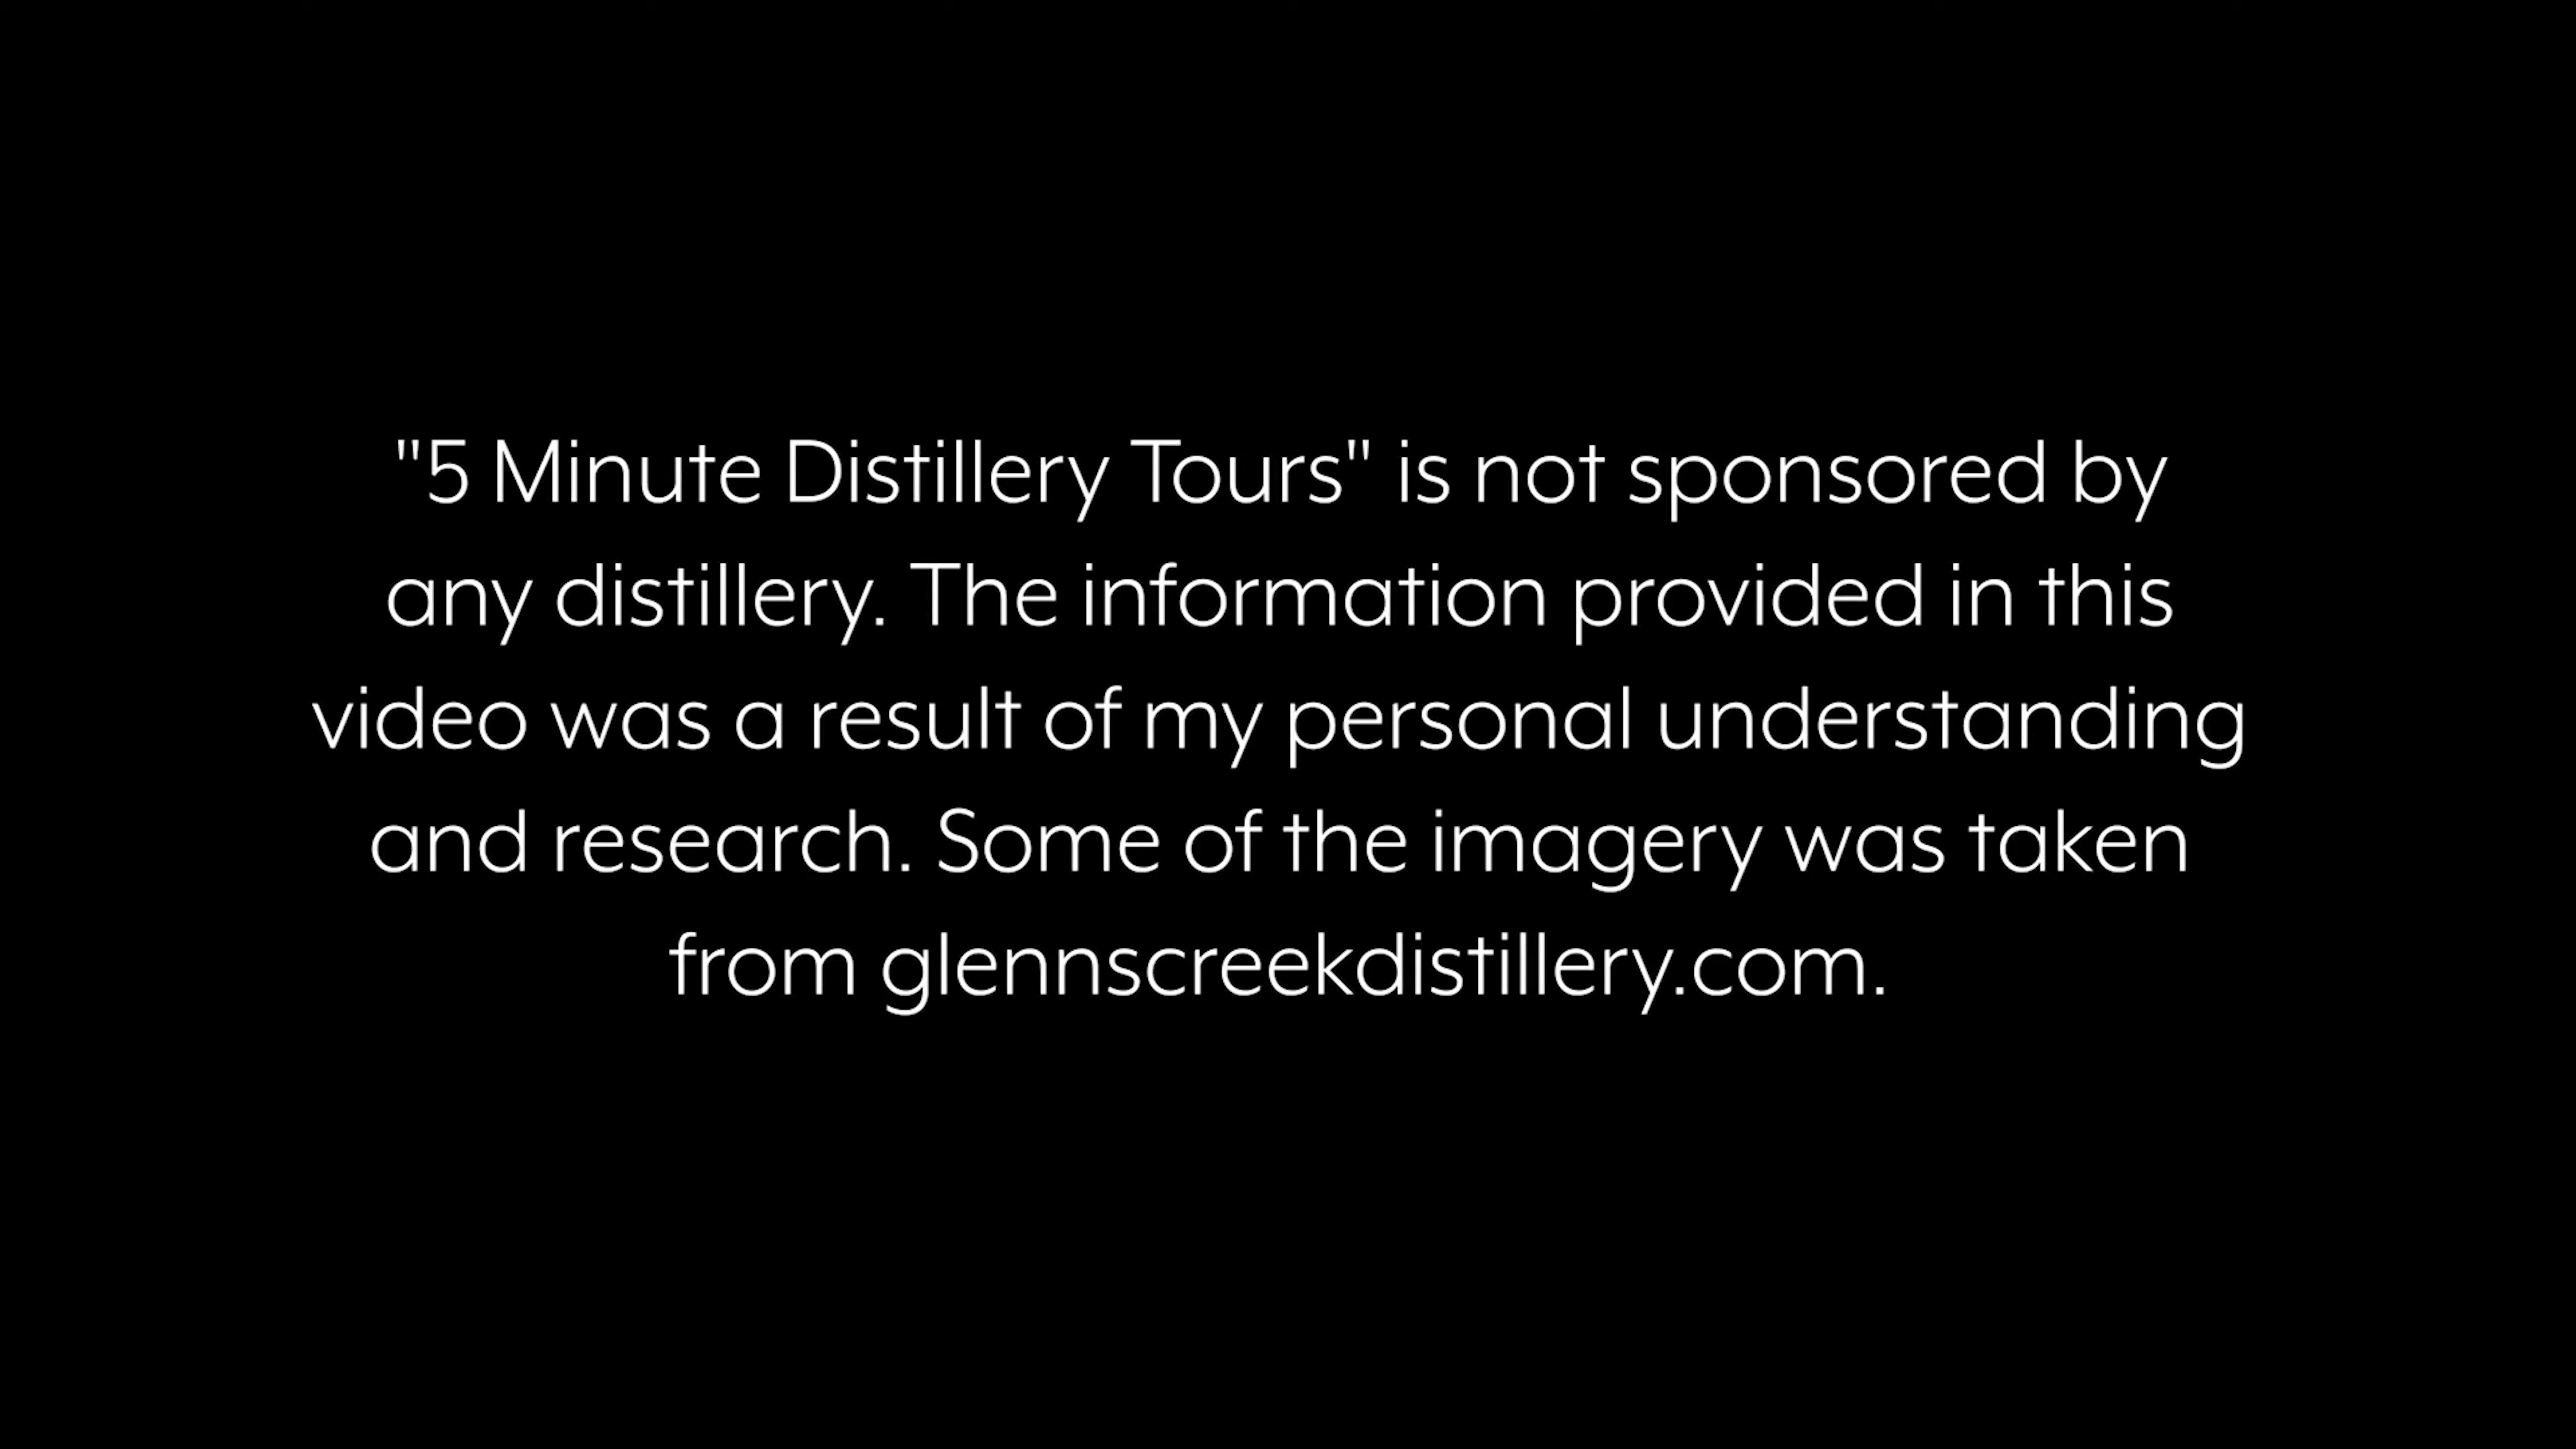 "5 Minute Distillery Tours" is not sponsored by
any distillery. The information provided in this
video was a result of my personal understanding
and research. Some of the imagery was taken
from glennscreekdistillery.com.